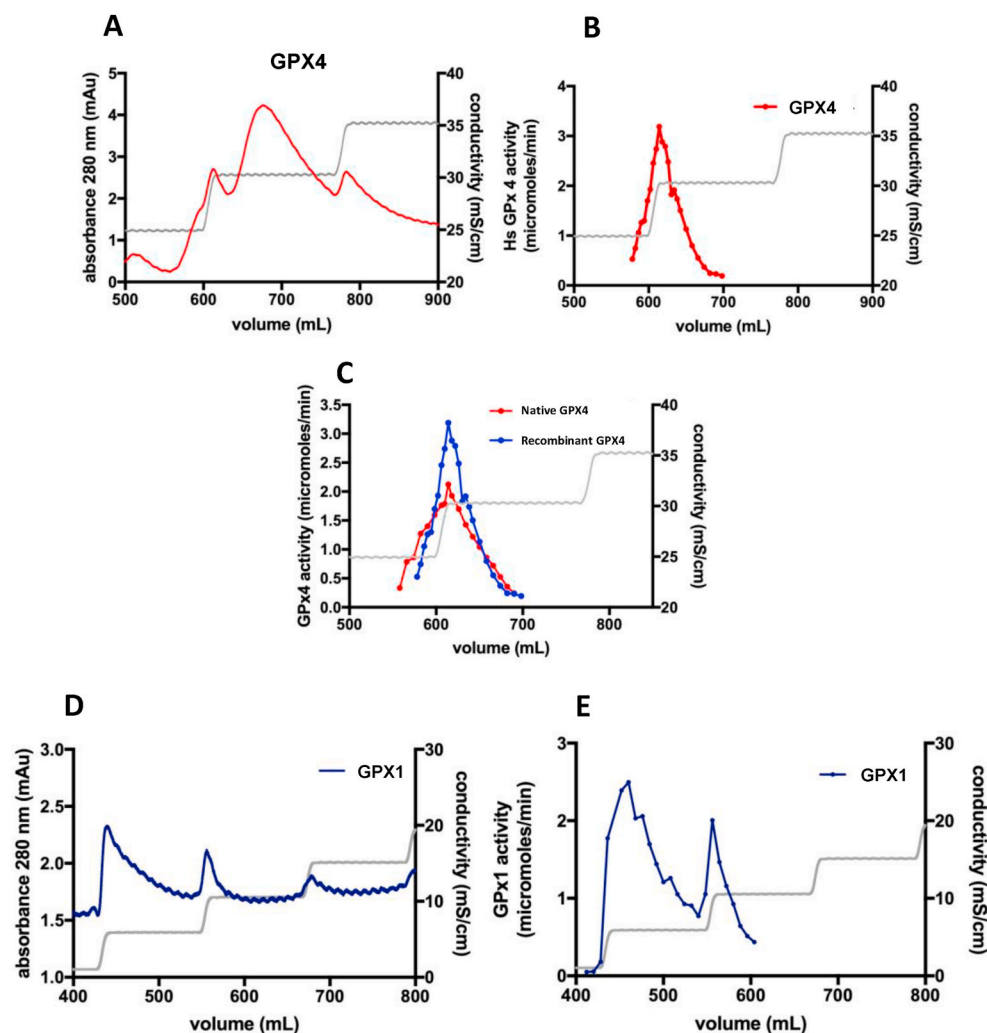 A
GPX4
absorbance 280 nm (mAu)
5
4
3
2
1
0
500 600 700 800 900
volume (mL)
40
35
30
25
20
conductivity (mS/cm)
B
GPX4
Hs GPx 4 activity
(micromoles/min)
4
3
2
1
0
500 600 700 800 900
volume (mL)
40
35
30
25
20
conductivity (mS/cm)
C
Native GPX4
Recombinant GPX4
GPx4 activity (micromoles/min)
3.5
3.0
2.5
2.0
1.5
1.0
0.5
0.0
500 600 700 800
volume (mL)
40
35
30
25
20
conductivity (mS/cm)
D
GPX1
absorbance 280 nm (mAu)
3.0
2.5
2.0
1.5
1.0
400 500 600 700 800
volume (mL)
30
20
10
0
conductivity (mS/cm)
E
GPX1
GPx1 activity
(micromoles/min)
3
2
1
0
400 500 600 700 800
volume (mL)
30
20
10
0
conductivity (mS/cm)